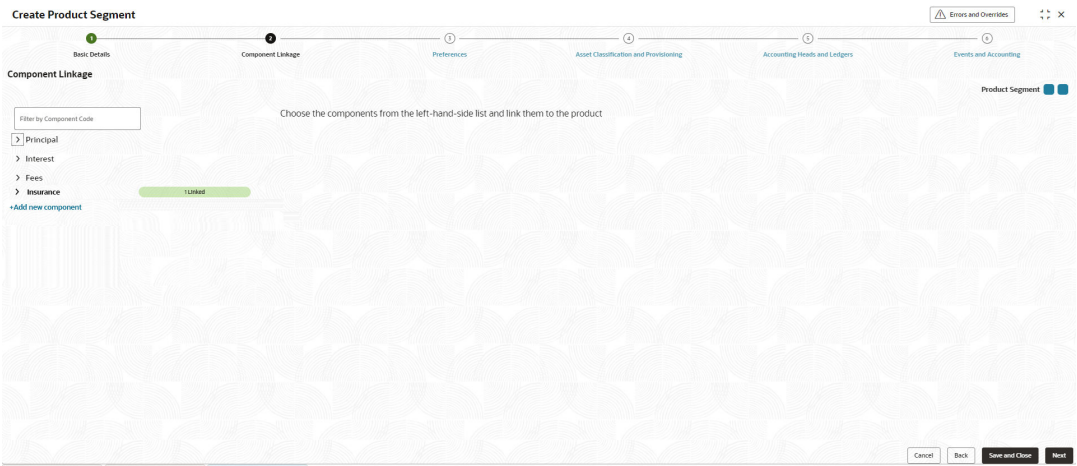 Create Product Segment
Errors and Overrides
1
2
3
4
5
6
Basic Details
Component Linkage
Preferences
Asset Classification and Provisioning
Accounting Heads and Ledgers
Events and Accounting
Component Linkage
Product Segment
Filter by Component Code
Choose the components from the left-hand-side list and link them to the product
Principal
Interest
Fees
Insurance
1 Linked
+Add new component
Cancel
Back
Save and Close
Next